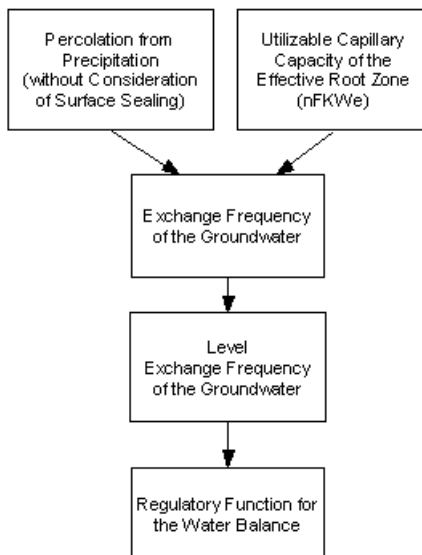 Percolation from
Precipitation
(without Consideration
of Surface Sealing)
Utilizable Capillary
Capacity of the
Effective Root Zone
(nFKWe)
Exchange Frequency
of the Groundwater
Level
Exchange Frequency
of the Groundwater
Regulatory Function for
the Water Balance